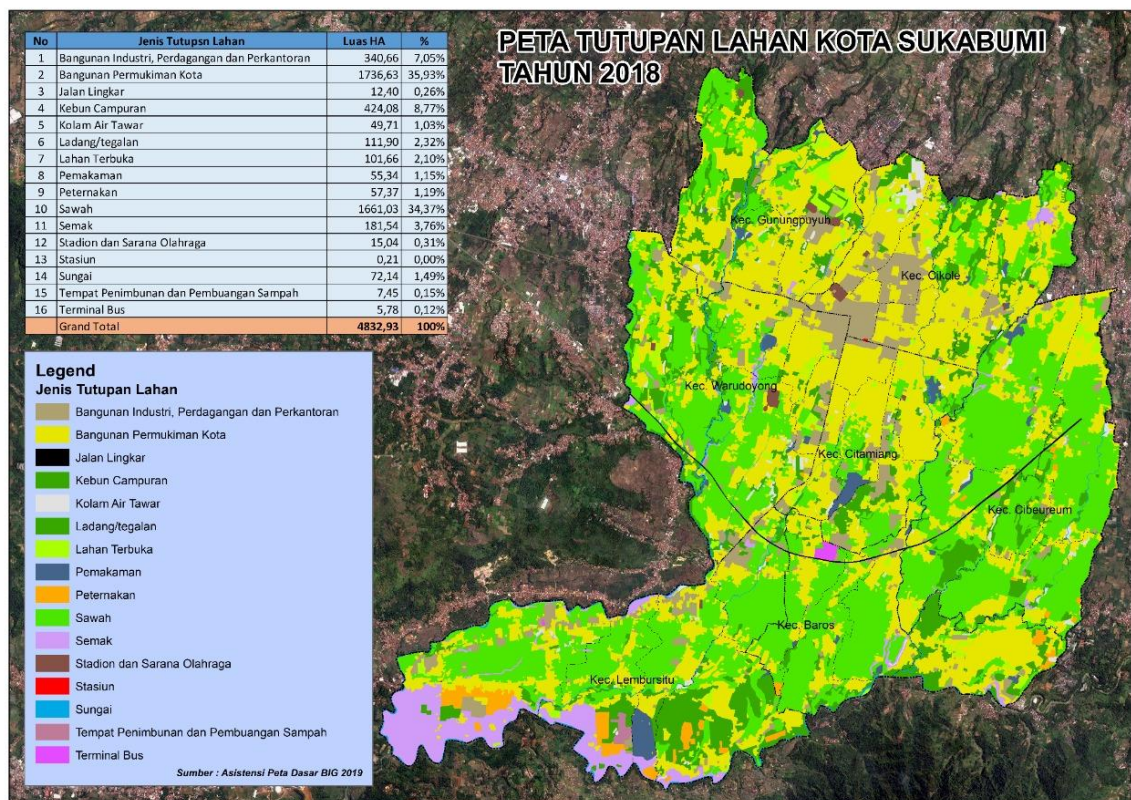 PETA TUTUPAN LAHAN KOTA SUKABUMI
TAHUN 2018
No Jenis Tutupsn Lahan Luas HA %
1 Bangunan Industri, Perdagangan dan Perkantoran 340,66 7,05%
2 Bangunan Permukiman Kota 1736,63 35,93%
3 Jalan Lingkar 12,40 0,26%
4 Kebun Campuran 424,08 8,77%
5 Kolam Air Tawar 49,71 1,03%
6 Ladang/tegalan 111,90 2,32%
7 Lahan Terbuka 101,66 2,10%
8 Pemakaman 55,34 1,15%
9 Peternakan 57,37 1,19%
10 Sawah 1661,03 34,37%
11 Semak 181,54 3,76%
12 Stadion dan Sarana Olahraga 15,04 0,31%
13 Stasiun 0,21 0,00%
14 Sungai 72,14 1,49%
15 Tempat Penimbunan dan Pembuangan Sampah 7,45 0,15%
16 Terminal Bus 5,78 0,12%
Grand Total 4832,93 100%
Legend
Jenis Tutupan Lahan
Bangunan Industri, Perdagangan dan Perkantoran
Bangunan Permukiman Kota
Jalan Lingkar
Kebun Campuran
Kolam Air Tawar
Ladang/tegalan
Lahan Terbuka
Pemakaman
Peternakan
Sawah
Semak
Stadion dan Sarana Olahraga
Stasiun
Sungai
Tempat Penimbunan dan Pembuangan Sampah
Terminal Bus
Sumber : Asistensi Peta Dasar BIG 2019
Kec. Gunungpuyuh
Kec. Cikole
Kec. Warudoyong
Kec. Citamiang
Kec. Cibeureum
Kec. Baros
Kec. Lembursitu